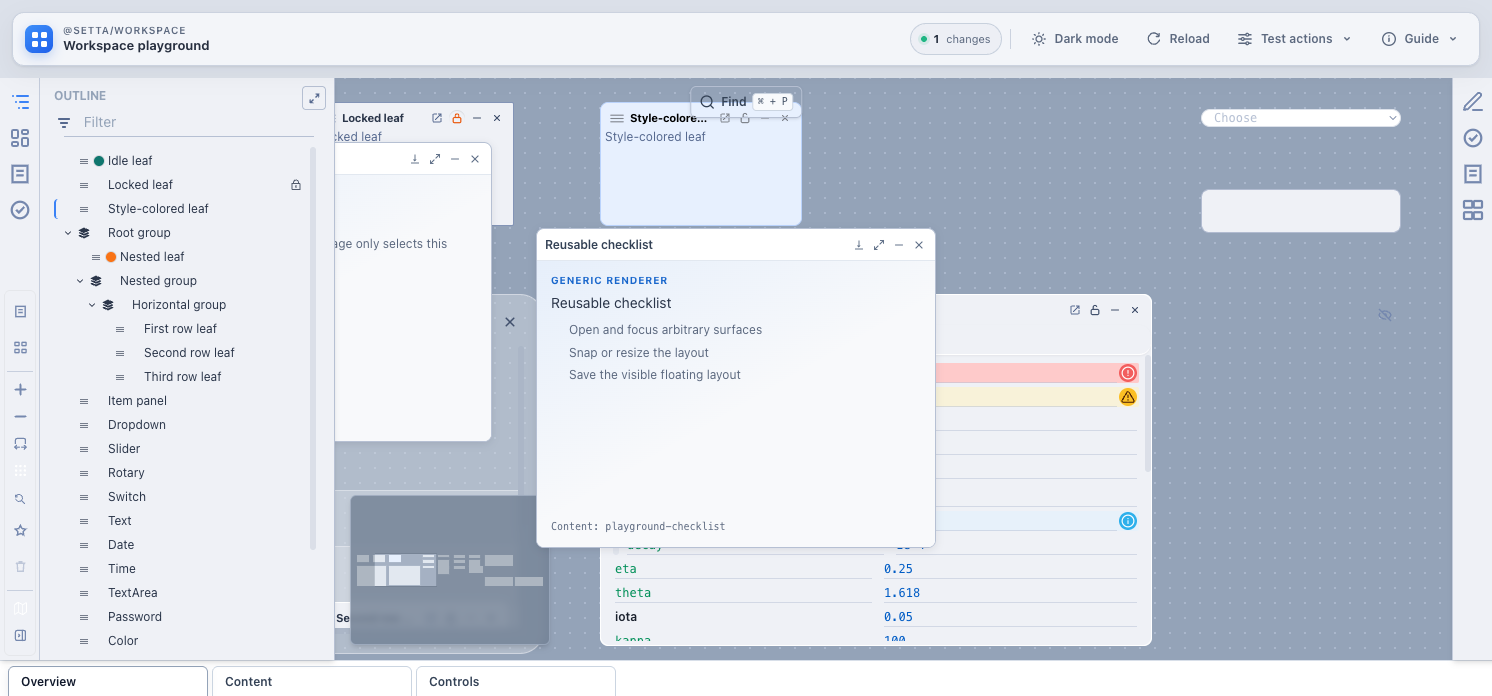 @SETTA/WORKSPACE
Workspace playground
1 changes
Dark mode
Reload
Test actions
Guide
OUTLINE
Filter
Idle leaf
Locked leaf
Style-colored leaf
Root group
Nested leaf
Nested group
Horizontal group
First row leaf
Second row leaf
Third row leaf
Item panel
Dropdown
Slider
Rotary
Switch
Text
Date
Time
TextArea
Password
Color
Locked leaf
cked leaf
age only selects this
Find ⌘ + P
Style-colore...
Style-colored leaf
Choose
Reusable checklist
GENERIC RENDERER
Reusable checklist
Open and focus arbitrary surfaces
Snap or resize the layout
Save the visible floating layout
Content: playground-checklist
eta 0.25
theta 1.618
iota 0.05
kappa 100
Se
Overview
Content
Controls